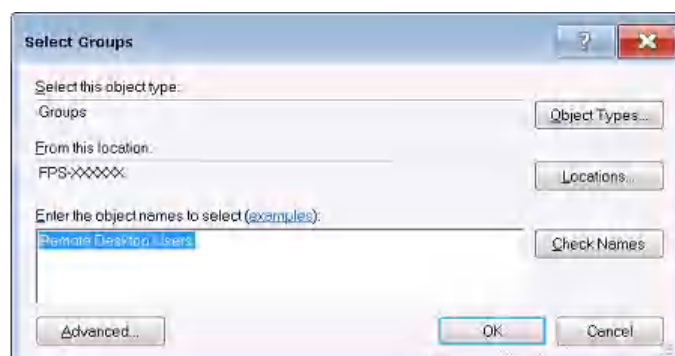 Select Groups
?
Select this object type:
Groups
Object Types...
From this location:
FPS-XXXXXX
Locations...
Enter the object names to select (examples):
Remote Desktop Users
Check Names
Advanced...
OK
Cancel